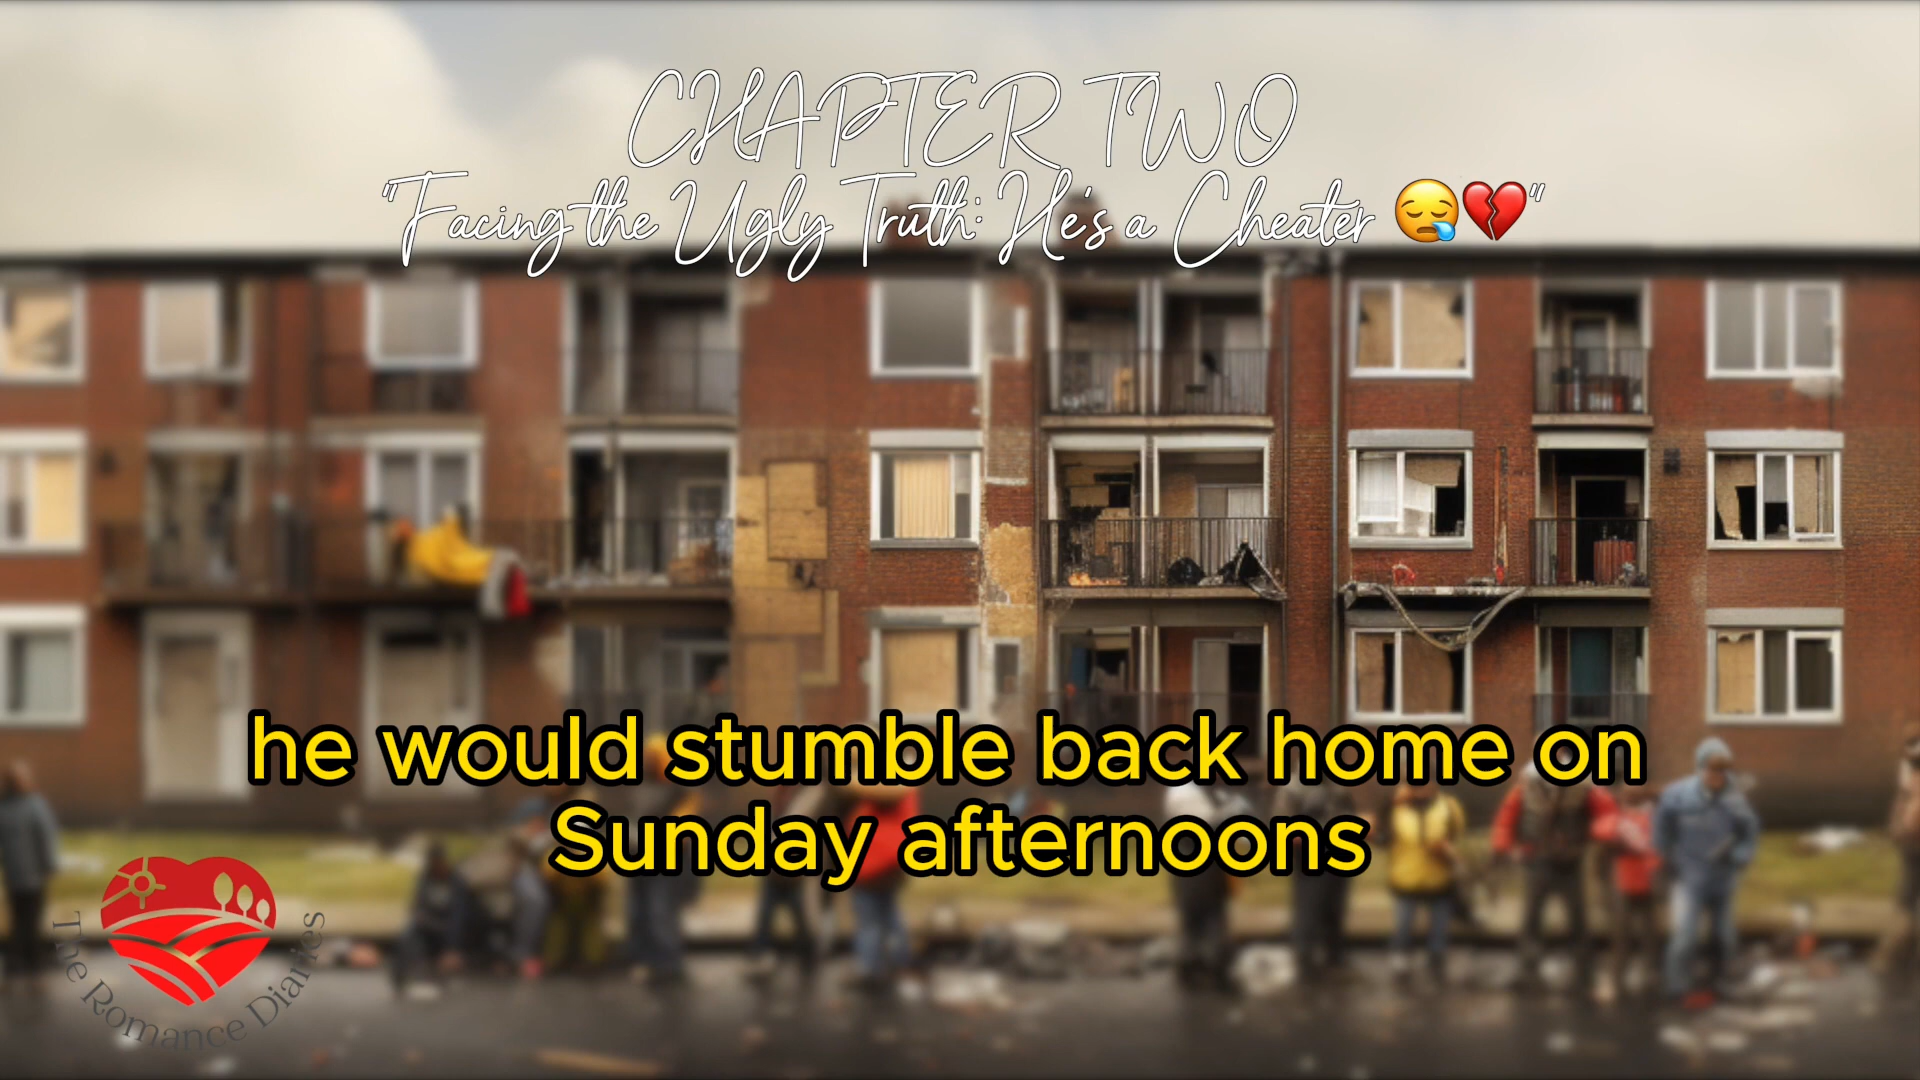 CHAPTER TWO
"Facing the Ugly Truth: He's a Cheater 😪💔"
he would stumble back home on
Sunday afternoons
The Romance Diaries